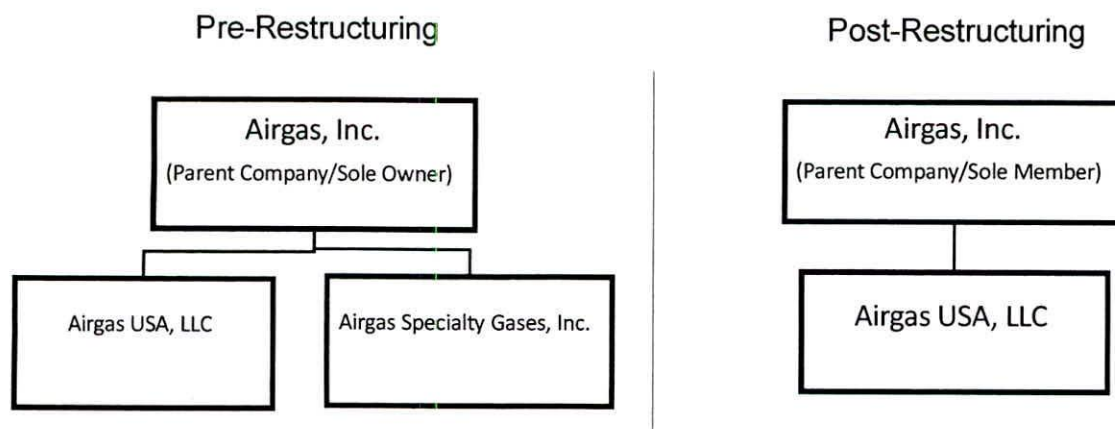 Pre-Restructuring
Airgas, Inc.
(Parent Company/Sole Owner)
Airgas USA, LLC
Airgas Specialty Gases, Inc.
Post-Restructuring
Airgas, Inc.
(Parent Company/Sole Member)
Airgas USA, LLC